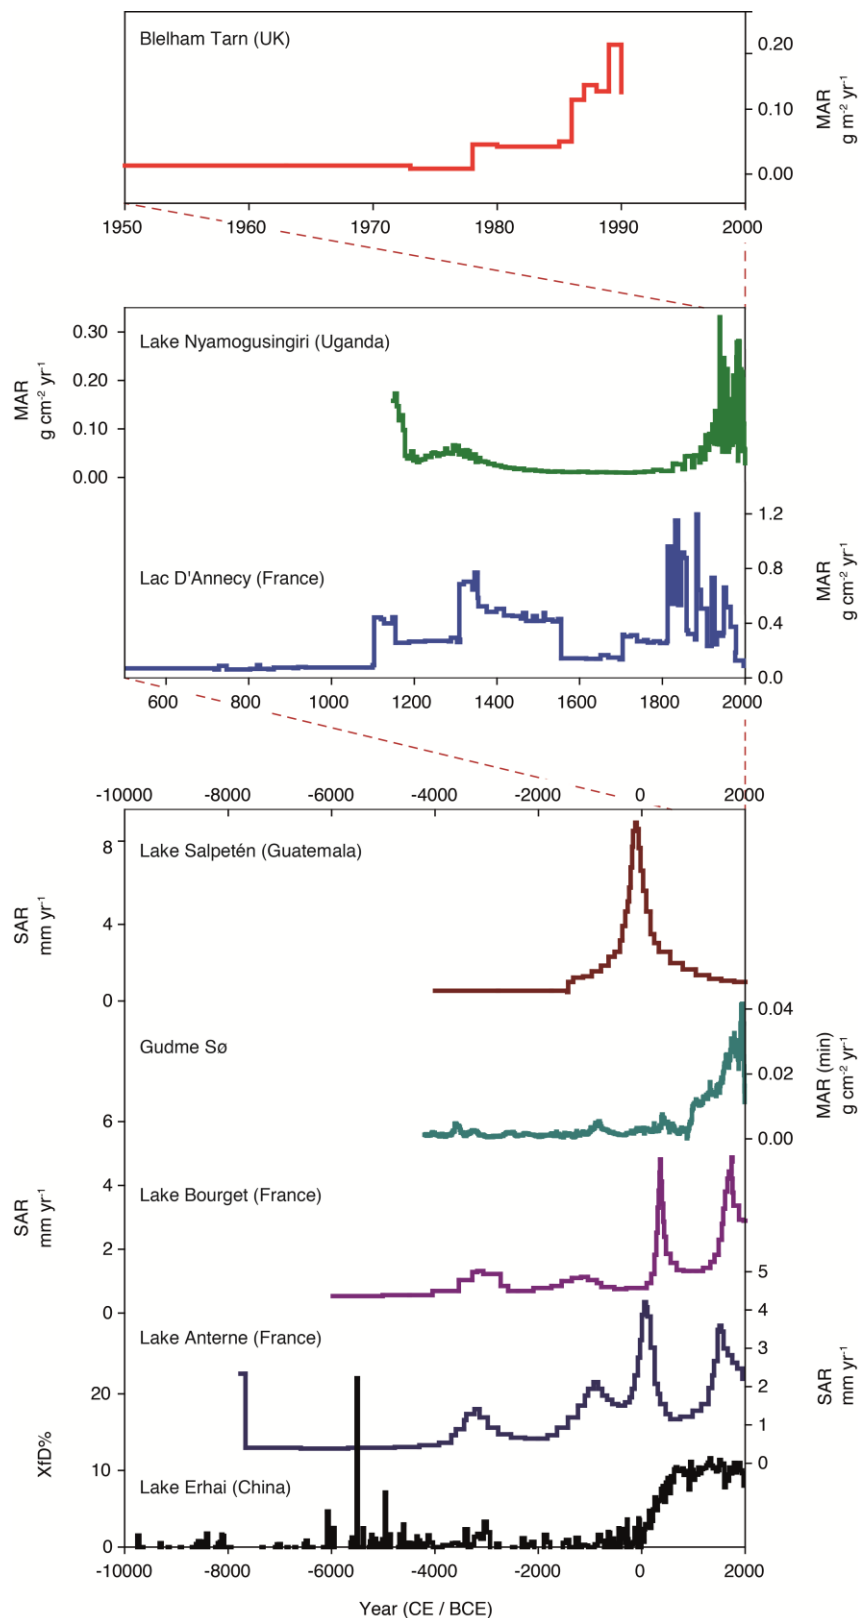 Blelham Tarn (UK)
0.20
0.10
0.00
MAR
g m-2 yr-1
1950 1960 1970 1980 1990 2000
Lake Nyamogusingiri (Uganda)
0.30
0.20
0.10
0.00
MAR
g cm-2 yr-1
Lac D'Annecy (France)
1.2
0.8
0.4
0.0
MAR
g cm-2 yr-1
600 800 1000 1200 1400 1600 1800 2000
-10000 -8000 -6000 -4000 -2000 0 2000
Lake Salpetén (Guatemala)
8
4
0
SAR
mm yr-1
Gudme Sø
0.04
0.02
0.00
MAR (min)
g cm-2 yr-1
Lake Bourget (France)
6
4
2
0
SAR
mm yr-1
Lake Anterne (France)
5
4
3
2
1
0
SAR
mm yr-1
Lake Erhai (China)
20
10
0
XfD%
-10000 -8000 -6000 -4000 -2000 0 2000
Year (CE / BCE)